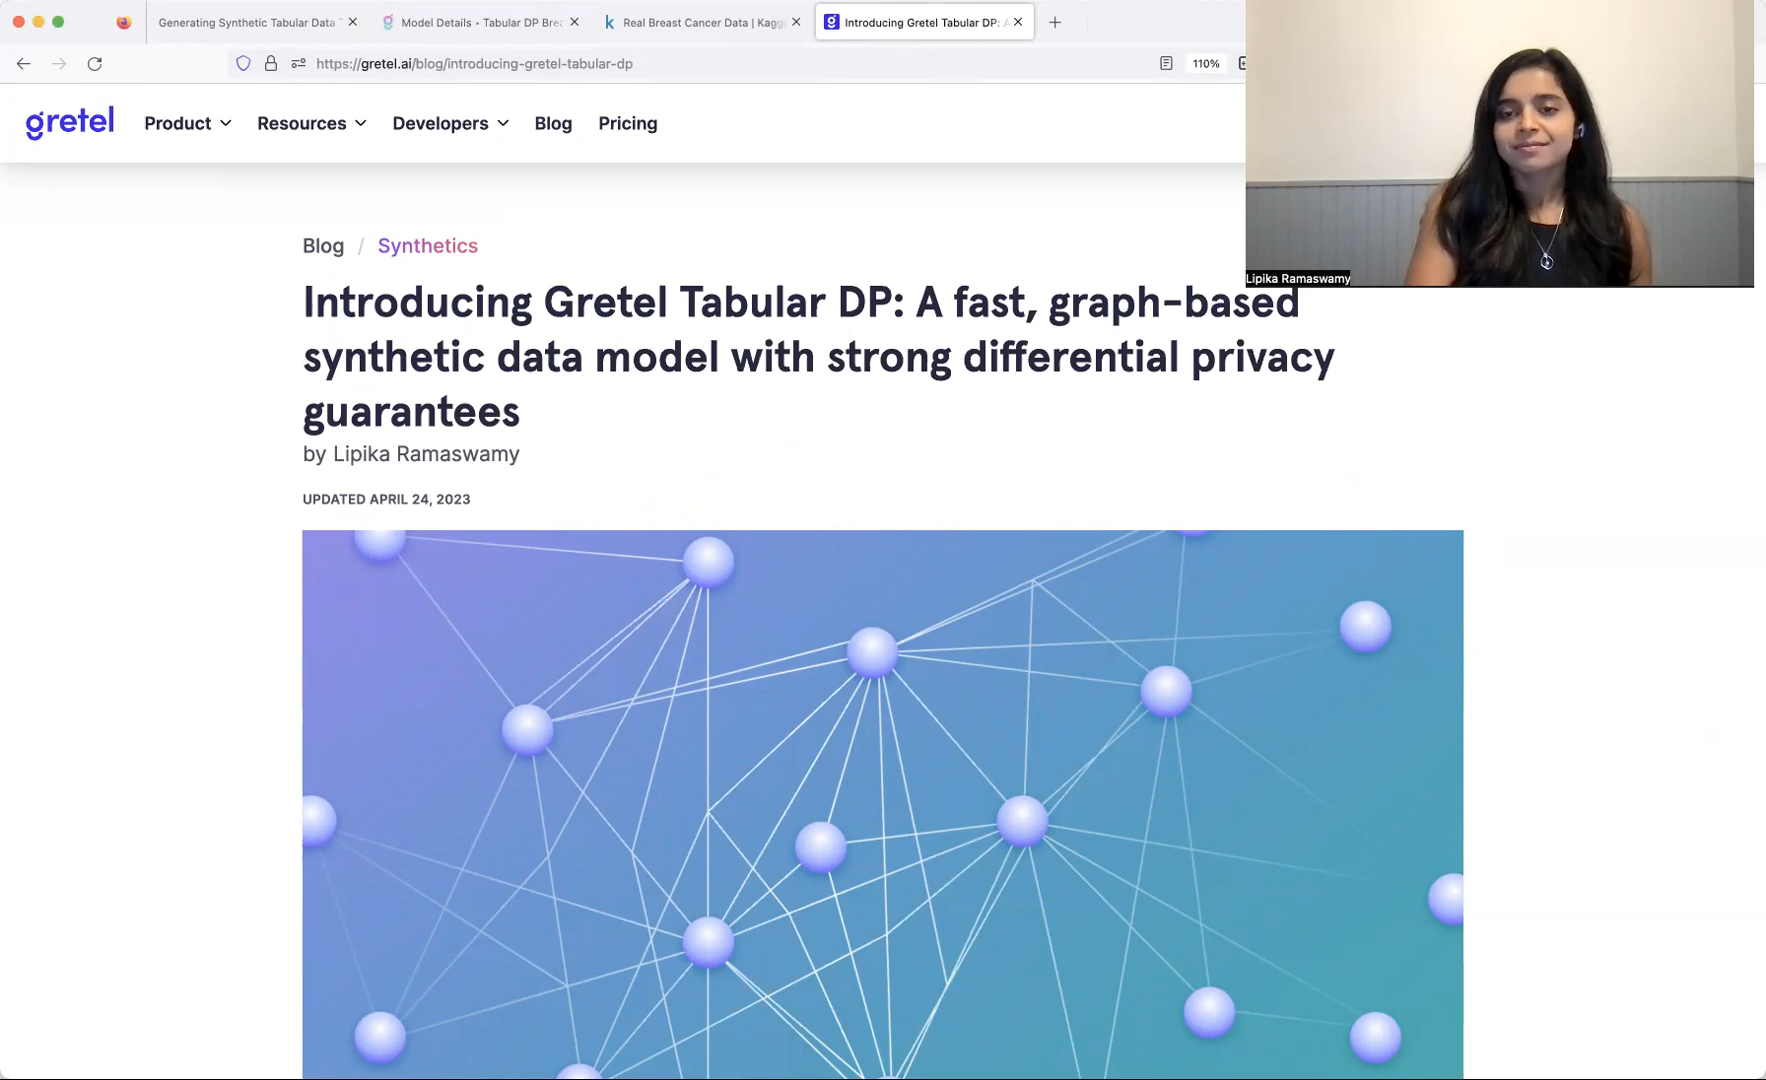 Generating Synthetic Tabular Data
Model Details • Tabular DP Brea
Real Breast Cancer Data | Kagg
Introducing Gretel Tabular DP: A
https://gretel.ai/blog/introducing-gretel-tabular-dp
110%
gretel
Product
Resources
Developers
Blog
Pricing
Lipika Ramaswamy
Blog / Synthetics
Introducing Gretel Tabular DP: A fast, graph-based
synthetic data model with strong differential privacy
guarantees
by Lipika Ramaswamy
UPDATED APRIL 24, 2023